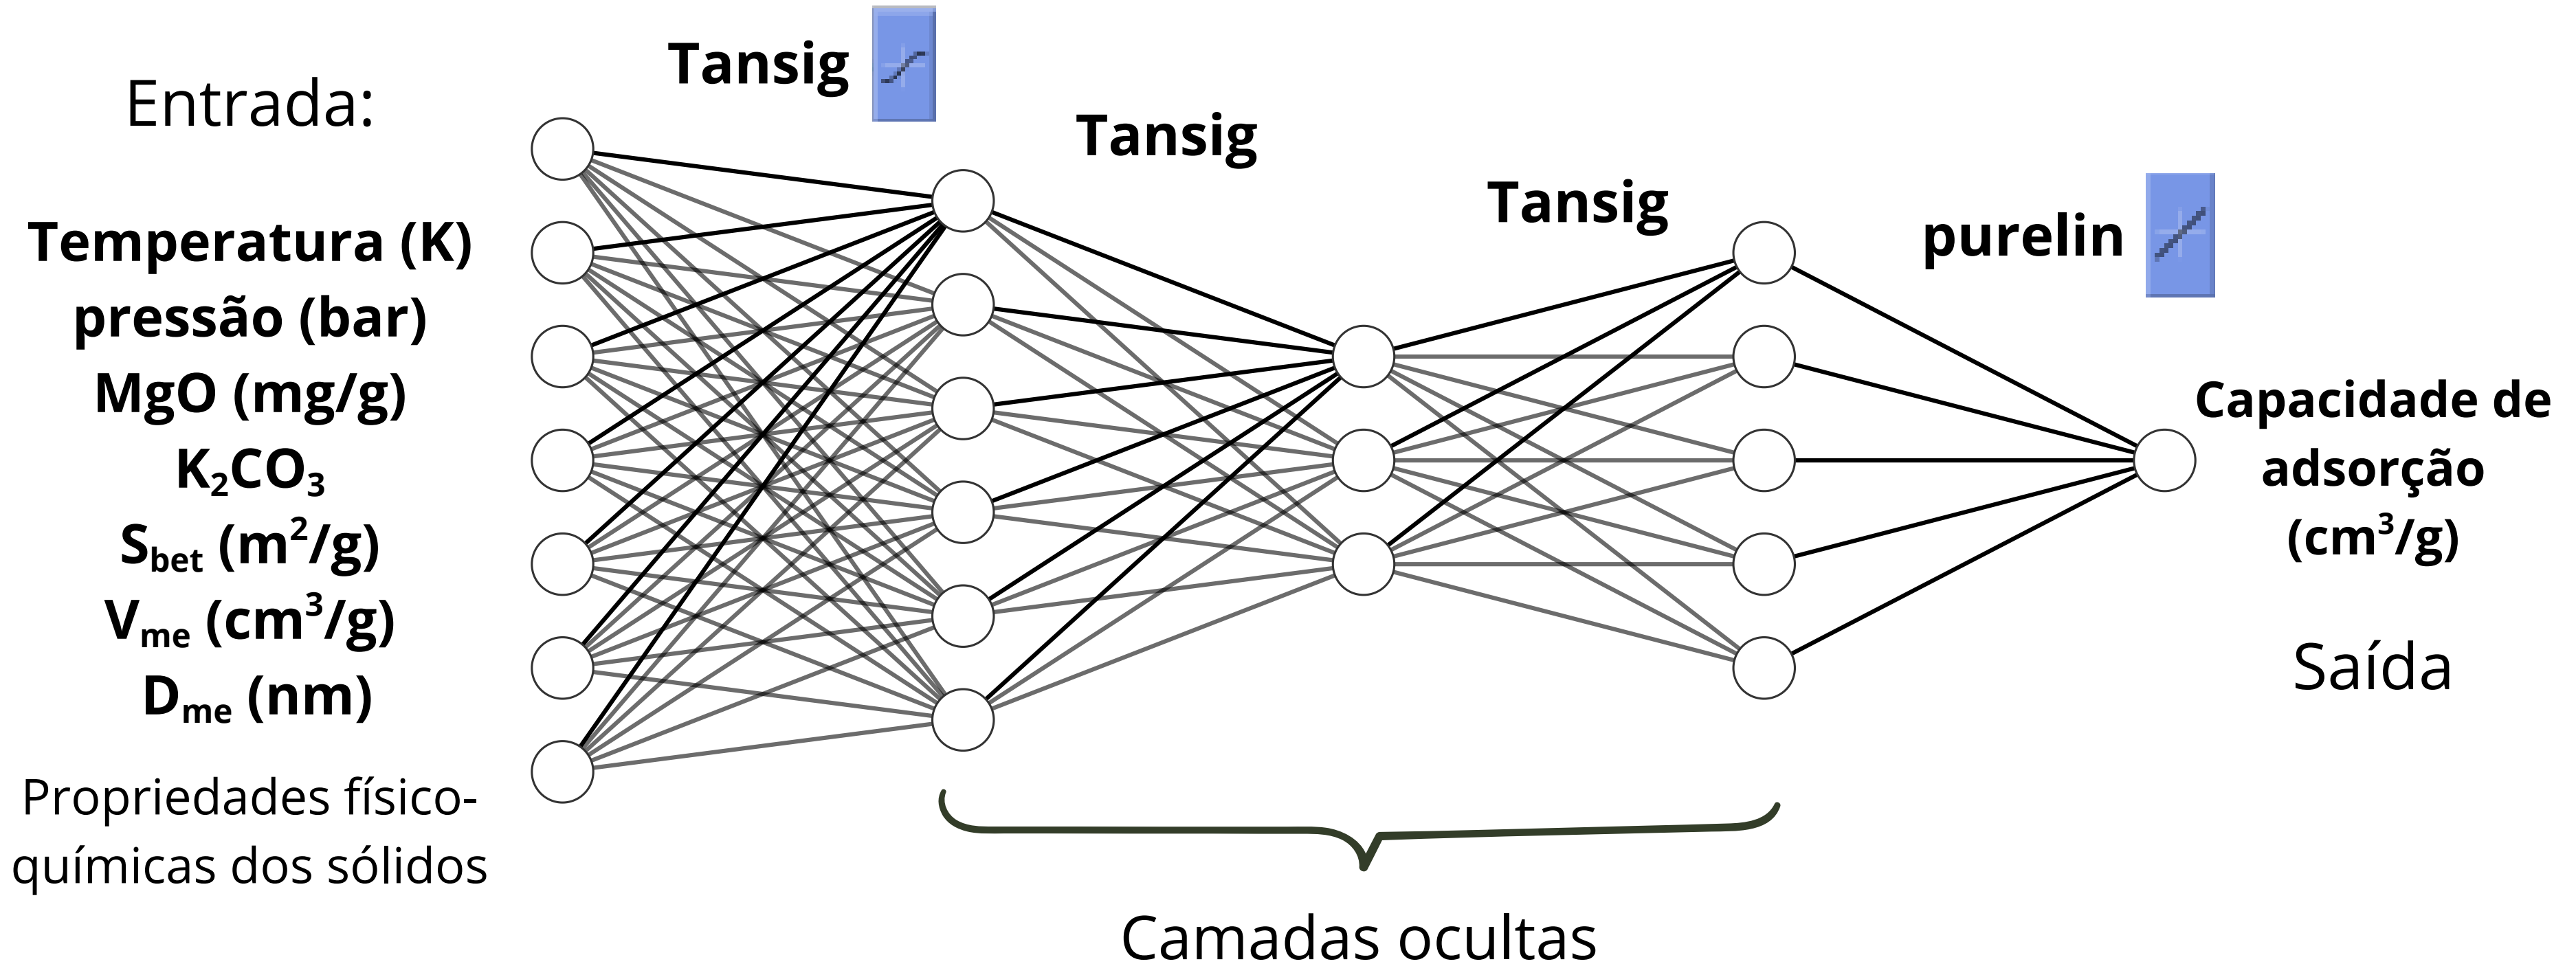 Entrada:
Temperatura (K)
pressão (bar)
MgO (mg/g)
K₂CO₃
Sbet (m²/g)
Vme (cm³/g)
Dme (nm)
Propriedades físico-
químicas dos sólidos
Tansig
Tansig
Tansig
purelin
Capacidade de
adsorção
(cm³/g)
Saída
Camadas ocultas